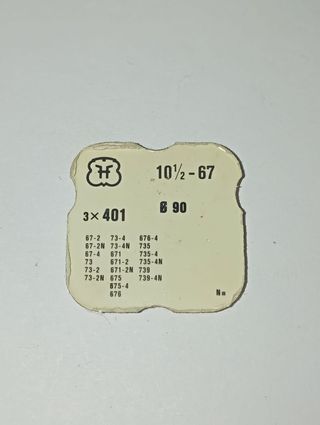 10½-67
3×401 Ø 90
67-2 73-4 676-4
67-2N 73-4N 735
67-4 671 735-4
73 671-2 735-4N
73-2 671-2N 739
73-2N 675 739-4N
675-4
676